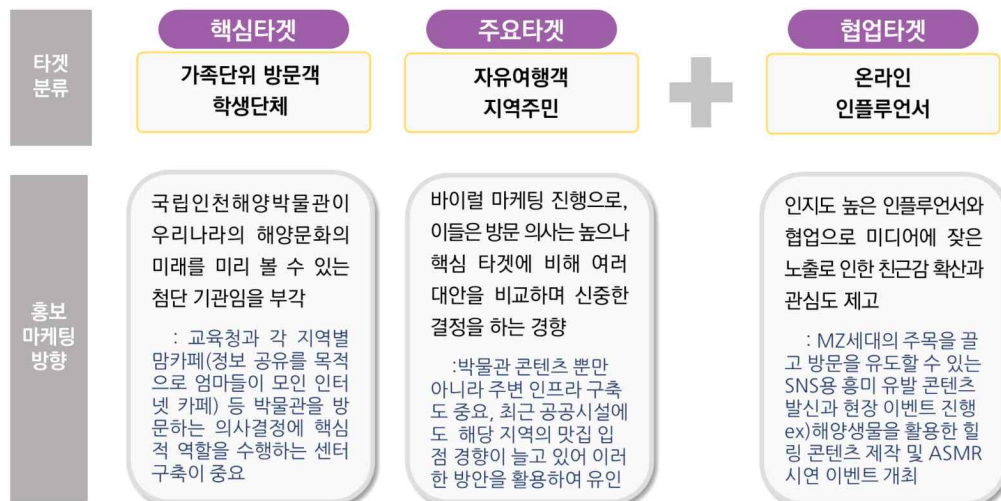 타겟
분류
핵심타겟
가족단위 방문객
학생단체
주요타겟
자유여행객
지역주민
협업타겟
온라인
인플루언서
홍보
마케팅
방향
국립인천해양박물관이
우리나라의 해양문화의
미래를 미리 볼 수 있는
첨단 기관임을 부각
: 교육청과 각 지역별
맘카페(정보 공유를 목적
으로 엄마들이 모인 인터
넷 카페) 등 박물관을 방
문하는 의사결정에 핵심
적 역할을 수행하는 센터
구축이 중요
바이럴 마케팅 진행으로,
이들은 방문 의사는 높으나
핵심 타겟에 비해 여러
대안을 비교하며 신중한
결정을 하는 경향
:박물관 콘텐츠 뿐만
아니라 주변 인프라 구축
도 중요, 최근 공공시설에
도 해당 지역의 맛집 입
점 경향이 늘고 있어 이러
한 방안을 활용하여 유인
인지도 높은 인플루언서와
협업으로 미디어에 잦은
노출로 인한 친근감 확산과
관심도 제고
: MZ세대의 주목을 끌
고 방문을 유도할 수 있는
SNS용 흥미 유발 콘텐츠
발신과 현장 이벤트 진행
ex)해양생물을 활용한 힐
링 콘텐츠 제작 및 ASMR
시연 이벤트 개최